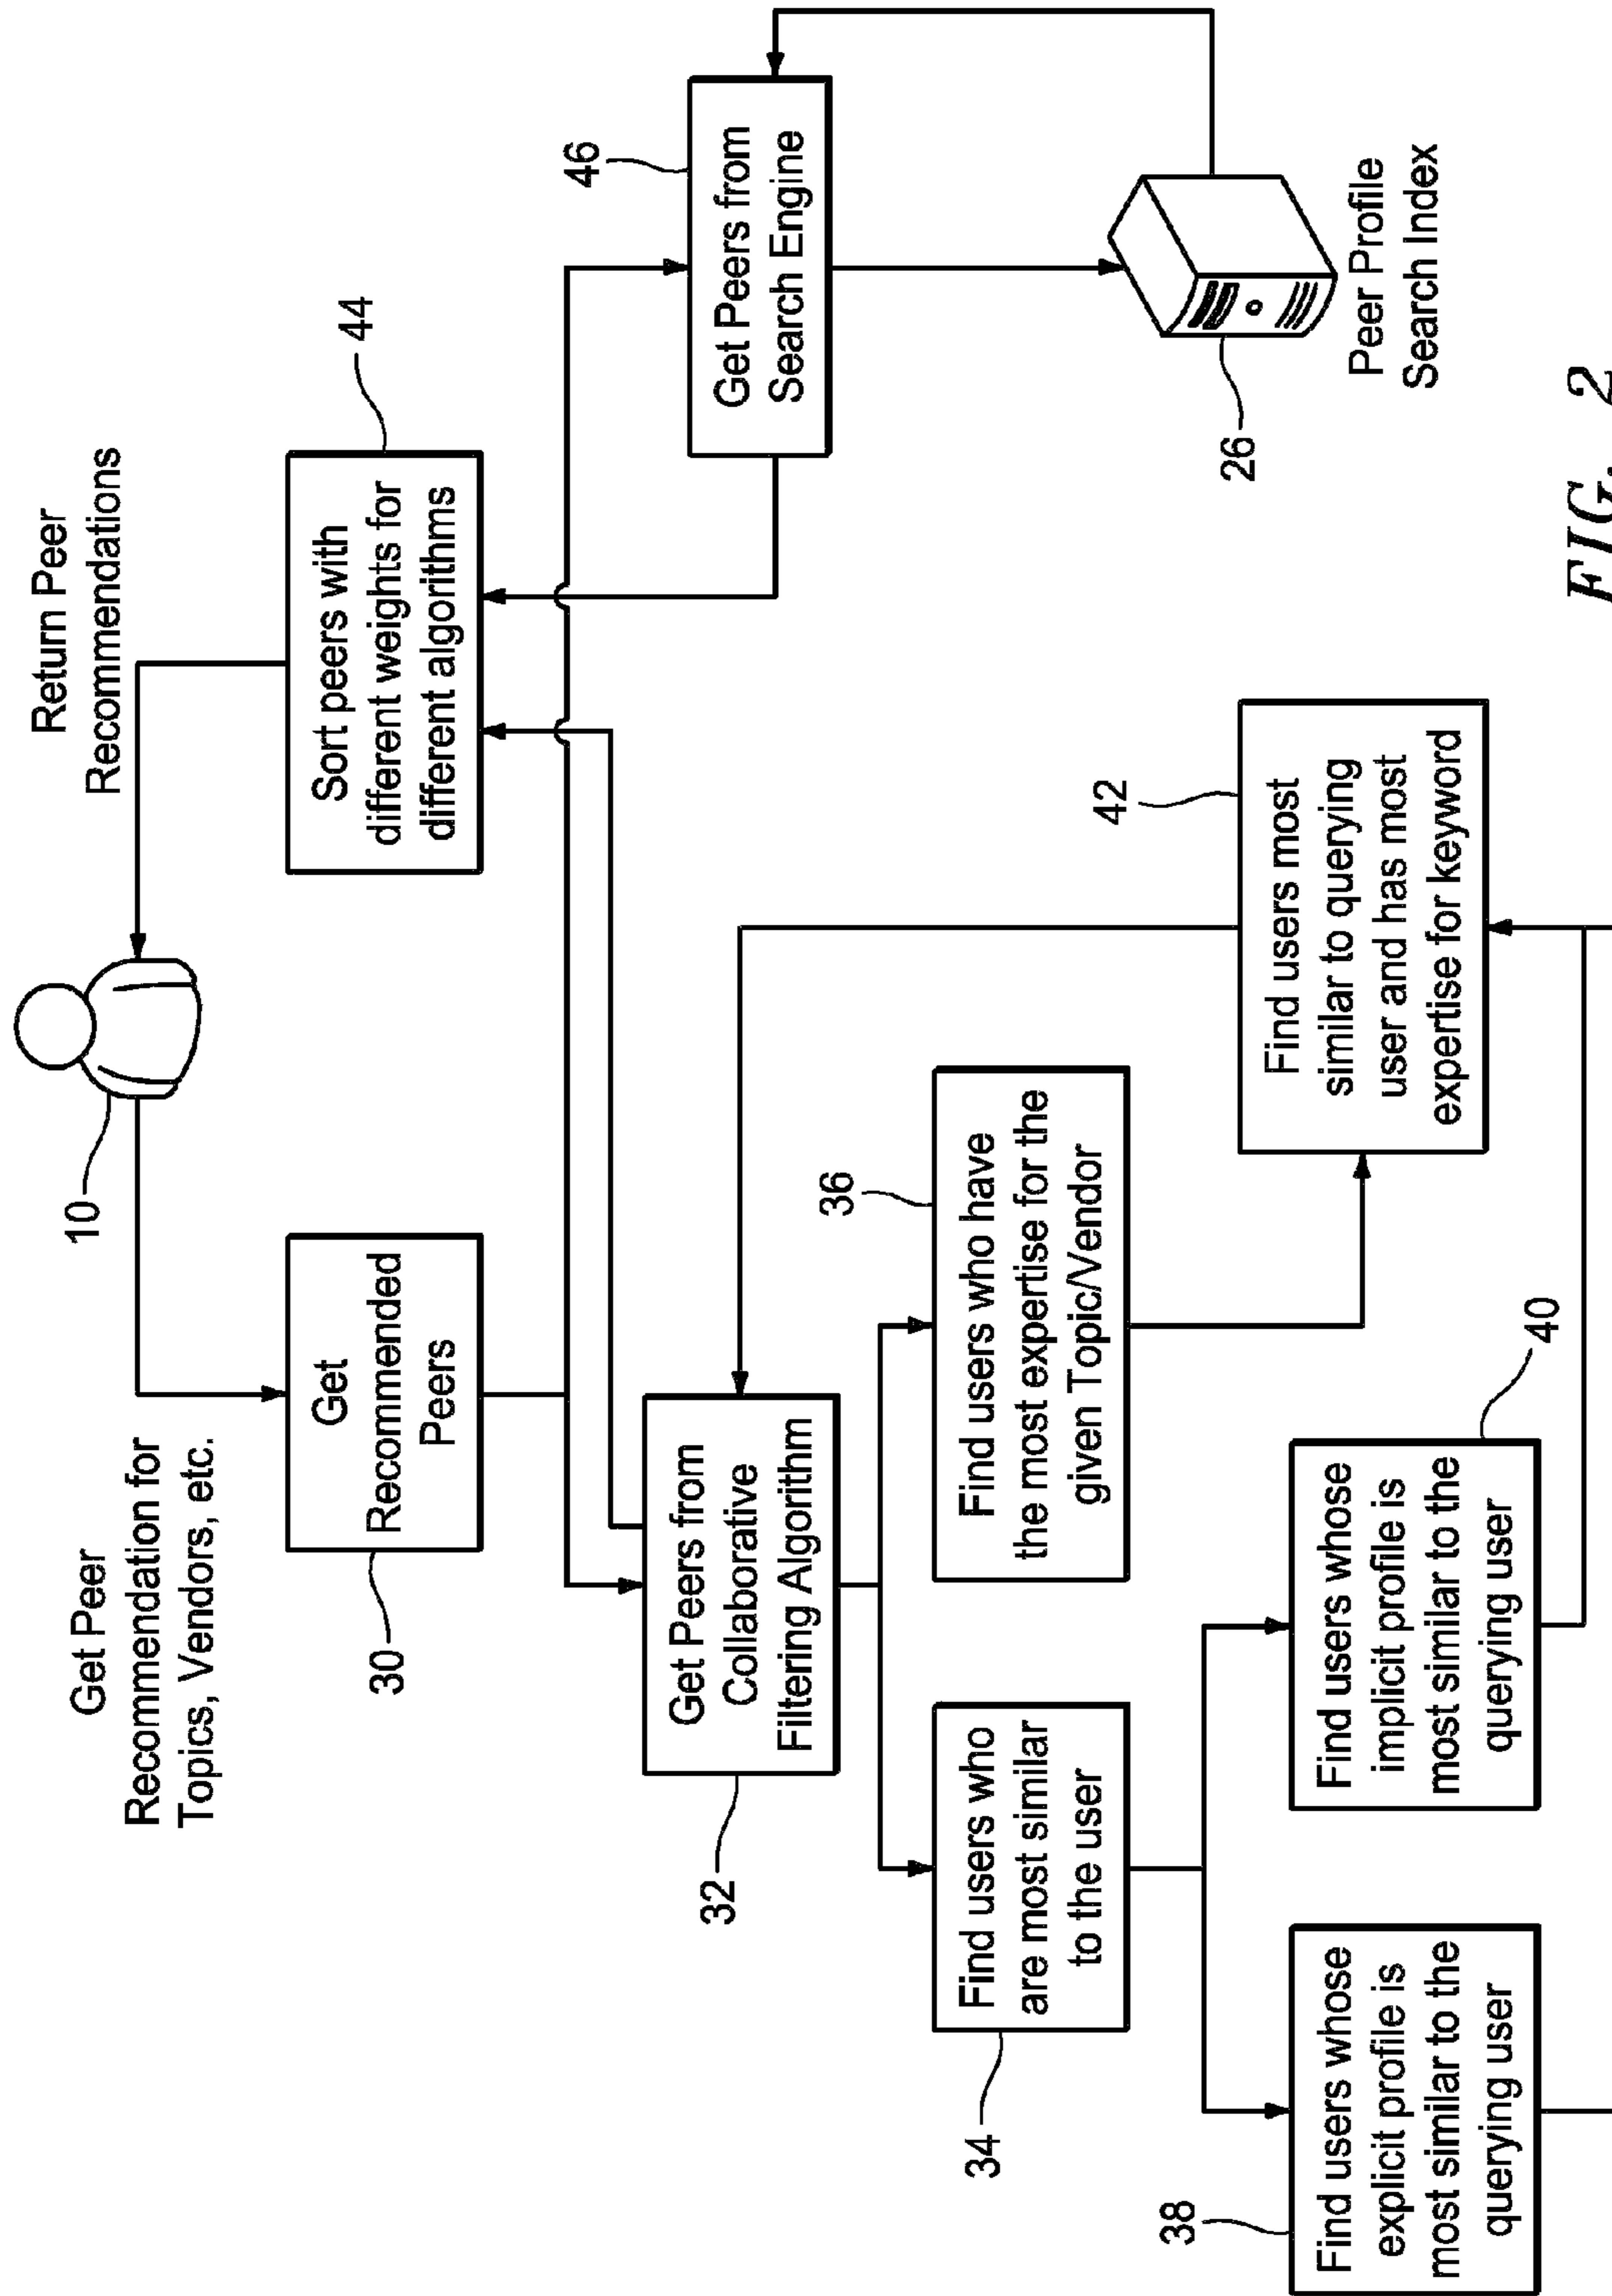 Get Peer
Recommendation for
Topics, Vendors, etc.
10
Return Peer
Recommendations
30
Get
Recommended
Peers
44
Sort peers with
different weights for
different algorithms
32
Get Peers from
Collaborative
Filtering Algorithm
46
Get Peers from
Search Engine
34
Find users who
are most similar
to the user
36
Find users who have
the most expertise for the
given Topic/Vendor
38
Find users whose
explicit profile is
most similar to the
querying user
40
Find users whose
implicit profile is
most similar to the
querying user
42
Find users most
similar to querying
user and has most
expertise for keyword
26
Peer Profile
Search Index
FIG. 2